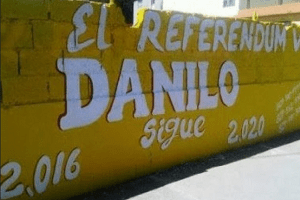 El REFERENDUM
DANILO
sigue
2,016 2,020